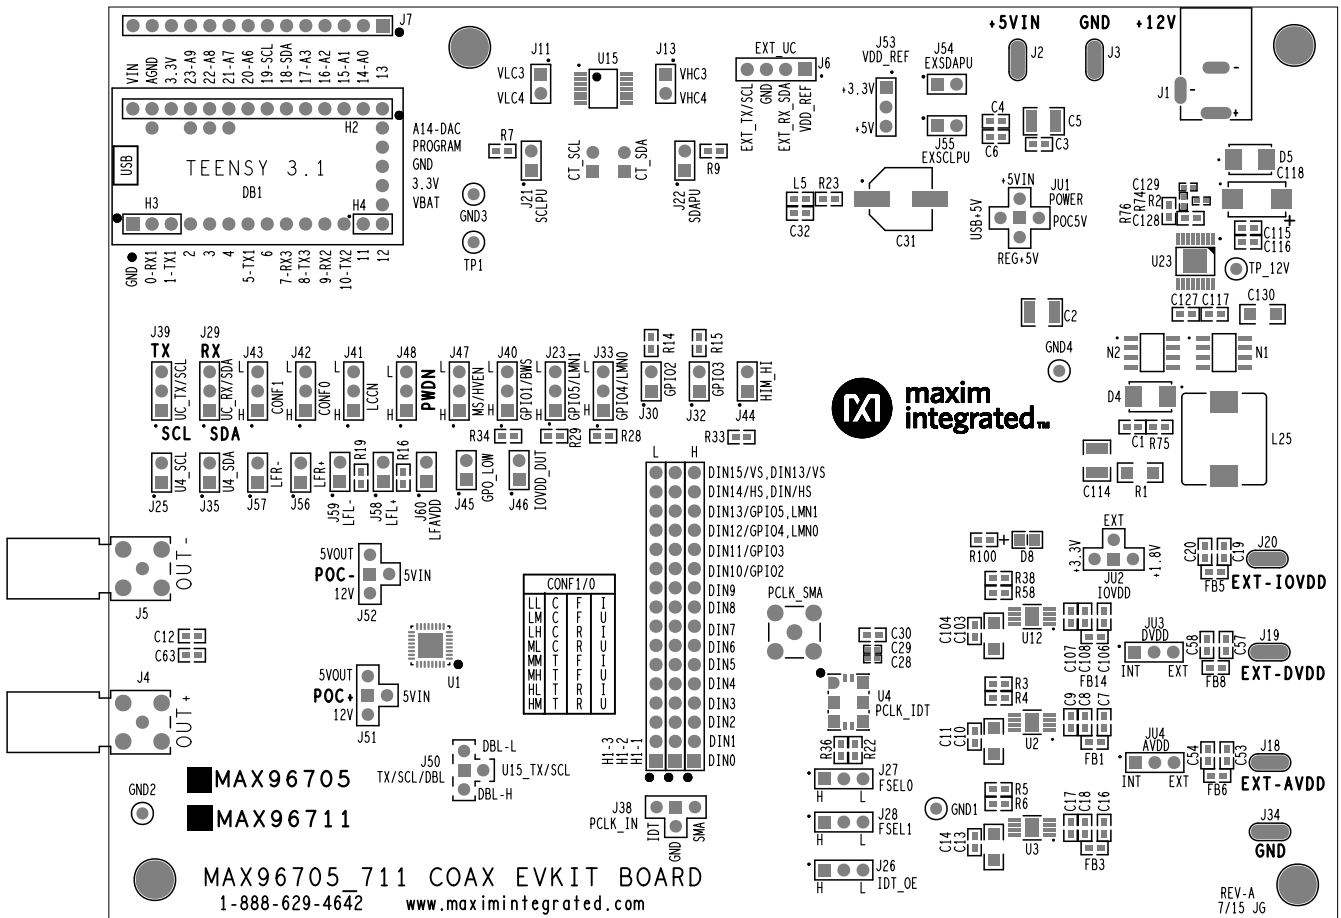 J7
VIN
AGND
3.3V
23-A9
22-A8
21-A7
20-A6
19-SCL
18-SDA
17-A3
16-A2
15-A1
14-A0
13
H2
USB
TEENSY 3.1
DB1
H3
H4
A14-DAC
PROGRAM
GND
3.3V
VBAT
GND
0-RX1
1-TX1
2
3
4
5-TX1
6
7-RX3
8-TX3
9-RX2
10-TX2
11
12
GND3
TP1
J11
VLC3
VLC4
U15
J13
VHC3
VHC4
R7
J21
SCLPU
CT_SCL
CT_SDA
J22
SDAPU
R9
EXT_UC
J6
EXT_TX/SCL
GND
EXT_RX_SDA
VDD_REF
J53
VDD_REF
+3.3V
+5V
J54
EXSDAPU
J55
EXSCLPU
+5VIN
J2
GND
J3
+12V
J1
-
-
+
C4
C6
C5
C3
L5
R23
C32
C31
+5VIN
JU1
POWER
USB+5V
POC5V
REG+5V
D5
C118
+
C129
R2
R74
R76
C128
C115
C116
U23
TP_12V
C127
C117
C130
C2
GND4
N2
N1
D4
C1
R75
L25
C114
R1
J39
TX
UC_TX/SCL
SCL
J29
RX
UC_RX/SDA
SDA
J43
L
CONF1
H
J42
L
CONF0
H
J41
L
LCCN
H
J48
L
PWDN
H
J47
L
MS/HVEN
H
J40
L
GPIO1/BWS
H
J23
L
GPIO5/LMN1
H
J33
L
GPIO4/LMN0
H
R14
GPIO2
J30
R15
GPIO3
J32
HIM_HI
J44
R34
R29
R28
R33
maxim
integrated™
U4_SCL
J25
U4_SDA
J35
LFR-
J57
LFR+
J56
R19
J59
LFL-
R16
J58
LFL+
J60
LFAVDD
GPO_LOW
J45
IOVDD_DUT
J46
L
H
DIN15/VS,DIN13/VS
DIN14/HS,DIN/HS
DIN13/GPIO5,LMN1
DIN12/GPIO4,LMN0
DIN11/GPIO3
DIN10/GPIO2
DIN9
DIN8
DIN7
DIN6
DIN5
DIN4
DIN3
DIN2
DIN1
DIN0
H1-3
H1-2
H1-1
OUT-
J5
C12
C63
J4
OUT+
5VOUT
POC-
5VIN
12V
J52
5VOUT
POC+
5VIN
12V
J51
U1
CONF1/0
LL C F I
LM C F U
LH C R I
ML C R U
MM T F I
MH T F U
HL T R I
HM T R U
PCLK_SMA
C30
C29
C28
U4
PCLK_IDT
R36
R22
J27
FSEL0
H
L
J28
FSEL1
H
L
J26
IDT_OE
H
L
J50
DBL-L
TX/SCL/DBL
U15_TX/SCL
DBL-H
J38
PCLK_IN
IDT
GND
SMA
R100
+
D8
EXT
+3.3V
JU2
IOVDD
+1.8V
C20
C19
FB5
J20
EXT-IOVDD
R38
R58
C104
C103
U12
C107
C108
C106
FB14
JU3
DVDD
INT
EXT
C58
C57
FB8
J19
EXT-DVDD
R3
R4
C11
C10
U2
C9
C8
C7
FB1
JU4
AVDD
INT
EXT
C54
C53
FB6
J18
EXT-AVDD
GND1
R5
R6
C14
C13
U3
C17
C18
C16
FB3
J34
GND
GND2
MAX96705
MAX96711
MAX96705_711 COAX EVKIT BOARD
1-888-629-4642 www.maximintegrated.com
REV-A
7/15 JG